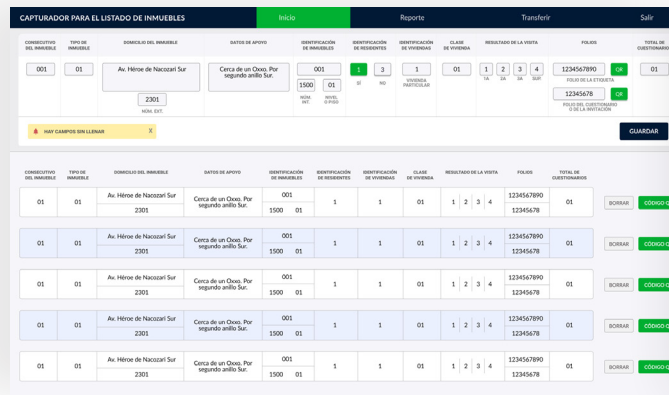 CAPTURADOR PARA EL LISTADO DE INMUEBLES Inicio Reporte Transferir Salir
CONSECUTIVO DEL INMUEBLE TIPO DE INMUEBLE DOMICILIO DEL INMUEBLE DATOS DE APOYO IDENTIFICACIÓN DE INMUEBLES IDENTIFICACIÓN DE RESIDENTES IDENTIFICACIÓN DE VIVIENDAS CLASE DE VIVIENDA RESULTADO DE LA VISITA FOLIOS TOTAL DE CUESTIONARIOS
001 01 Av. Héroe de Nacozari Sur Cerca de un Oxxo. Por segundo anillo Sur. 001 1 3 1 01 1 2 3 4 1234567890 QR 01
SÍ NO VIVIENDA PARTICULAR 1A 2A 3A SUP. FOLIO DE LA ETIQUETA
1500 01
2301 12345678 QR
NÚM. EXT. NÚM. INT. NIVEL O PISO FOLIO DEL CUESTIONARIO O DE LA INVITACIÓN
HAY CAMPOS SIN LLENAR X GUARDAR
CONSECUTIVO DEL INMUEBLE TIPO DE INMUEBLE DOMICILIO DEL INMUEBLE DATOS DE APOYO IDENTIFICACIÓN DE INMUEBLES IDENTIFICACIÓN DE RESIDENTES IDENTIFICACIÓN DE VIVIENDAS CLASE DE VIVIENDA RESULTADO DE LA VISITA FOLIOS TOTAL DE CUESTIONARIOS
01 01 Av. Héroe de Nacozari Sur Cerca de un Oxxo. Por segundo anillo Sur. 001 1 1 01 1 2 3 4 1234567890 01 BORRAR CÓDIGO Q
2301 1500 01 12345678
01 01 Av. Héroe de Nacozari Sur Cerca de un Oxxo. Por segundo anillo Sur. 001 1 1 01 1 2 3 4 1234567890 01 BORRAR CÓDIGO Q
2301 1500 01 12345678
01 01 Av. Héroe de Nacozari Sur Cerca de un Oxxo. Por segundo anillo Sur. 001 1 1 01 1 2 3 4 1234567890 01 BORRAR CÓDIGO Q
2301 1500 01 12345678
01 01 Av. Héroe de Nacozari Sur Cerca de un Oxxo. Por segundo anillo Sur. 001 1 1 01 1 2 3 4 1234567890 01 BORRAR CÓDIGO Q
2301 1500 01 12345678
01 01 Av. Héroe de Nacozari Sur Cerca de un Oxxo. Por segundo anillo Sur. 001 1 1 01 1 2 3 4 1234567890 01 BORRAR CÓDIGO Q
2301 1500 01 12345678